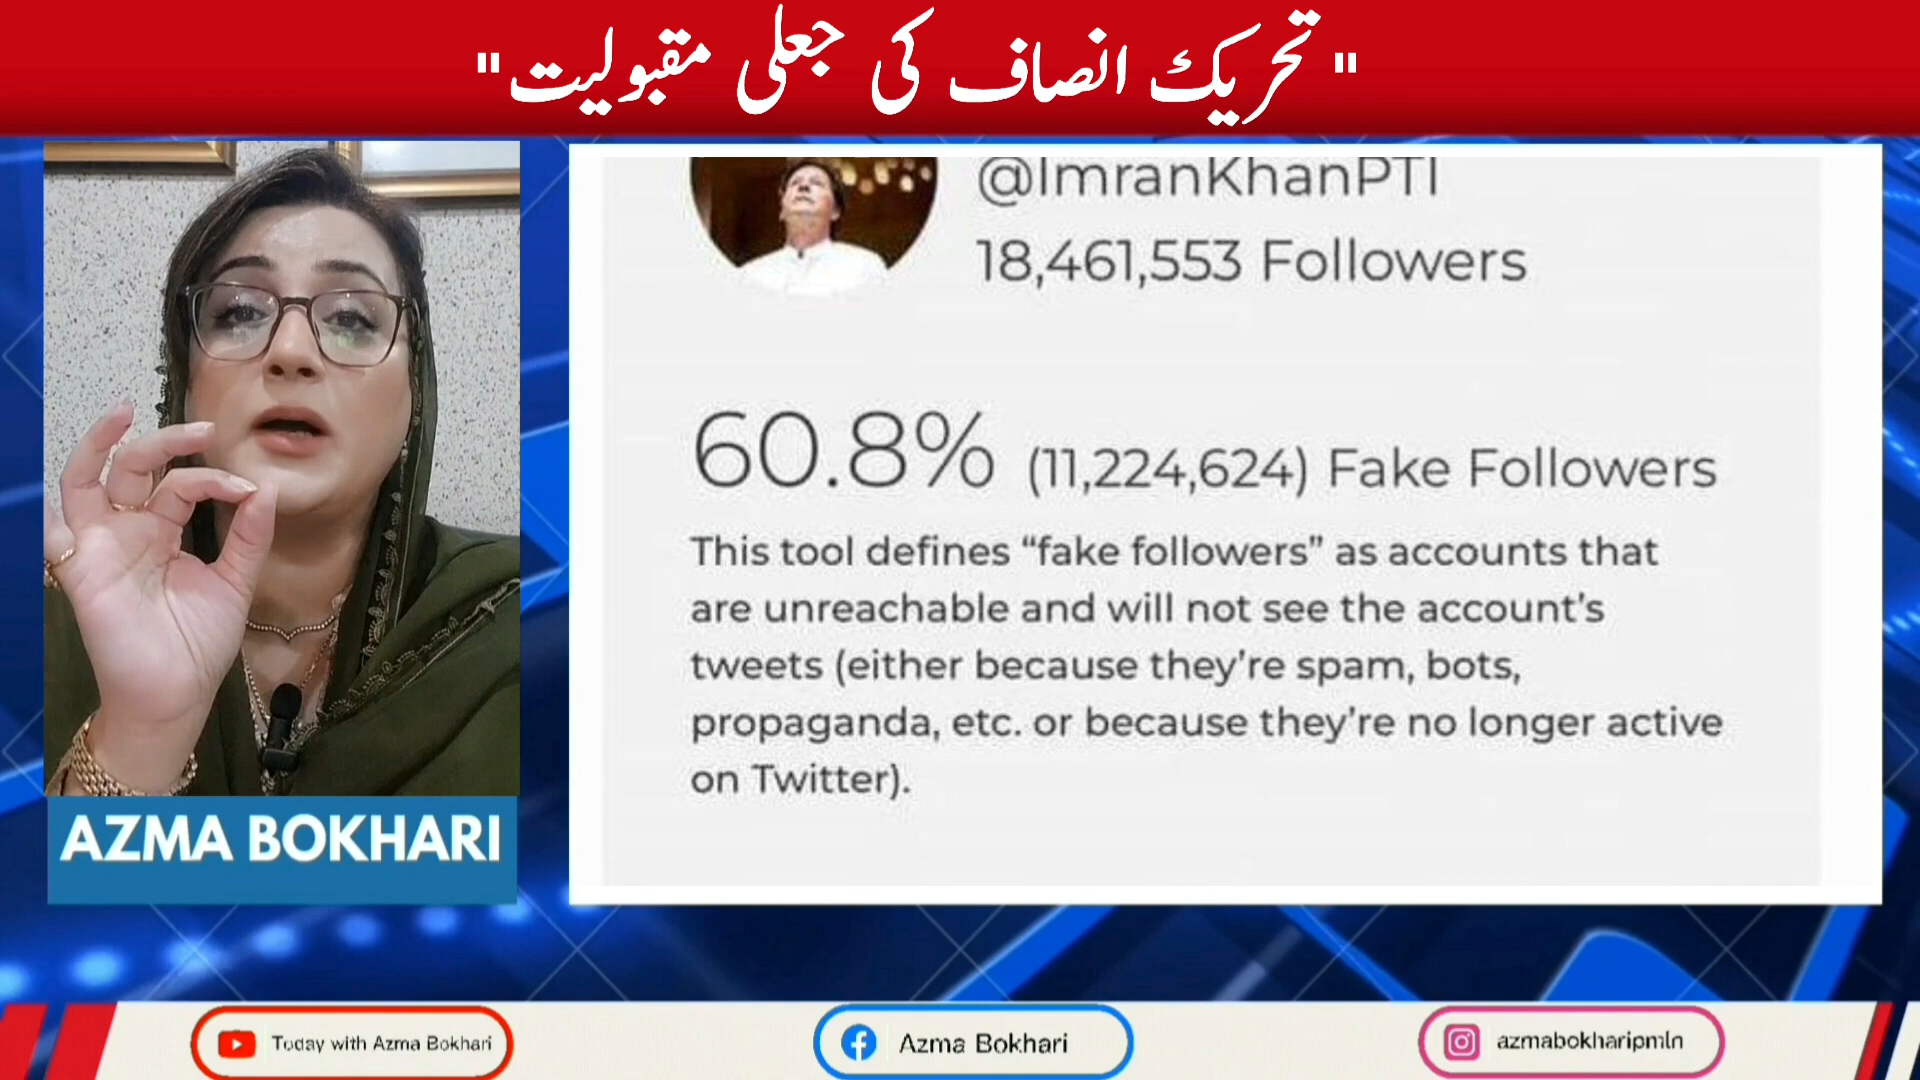 "تحریک انصاف کی جعلی مقبولیت"
@ImranKhanPTI
18,461,553 Followers
60.8% (11,224,624) Fake Followers
This tool defines “fake followers” as accounts that
are unreachable and will not see the account’s
tweets (either because they’re spam, bots,
propaganda, etc. or because they’re no longer active
on Twitter).
AZMA BOKHARI
Today with Azma Bokhari
Azma Bokhari
azmabokharipmln